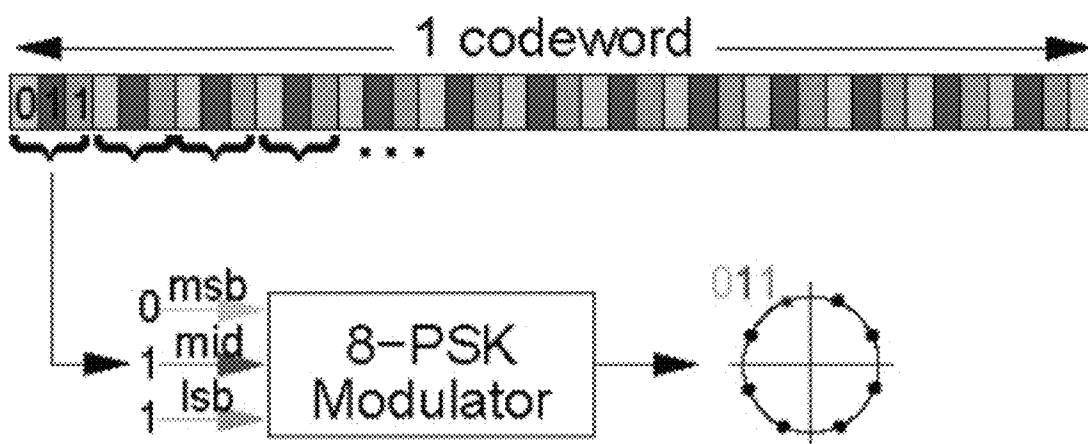 1 codeword
011
...
0 msb
1 mid
1 lsb
8-PSK
Modulator
011